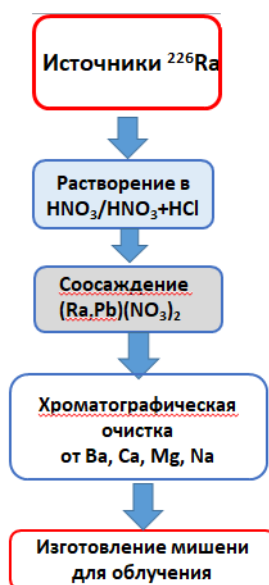 Источники ²²⁶Ra
Растворение в
HNO₃/HNO₃+HCl
Соосаждение
(Ra,Pb)(NO₃)₂
Хроматографическая
очистка
от Ba, Ca, Mg, Na
Изготовление мишени
для облучения